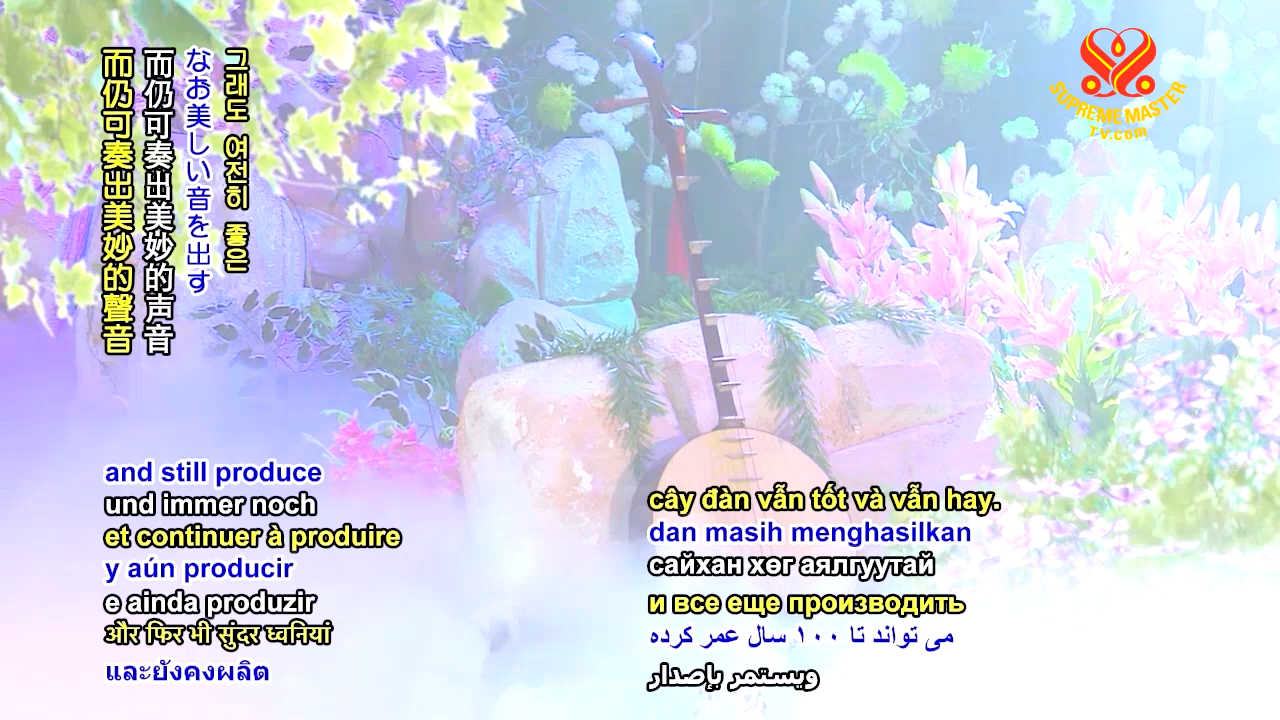 그래도 여전히 좋은
なお美しい音を出す
而仍可奏出美妙的声音
而仍可奏出美妙的聲音
SUPREME MASTER
TV.com
and still produce
und immer noch
et continuer à produire
y aún producir
e ainda produzir
और फिर भी सुंदर ध्वनियां
และยังคงผลิต
cây đàn vẫn tốt và vẫn hay.
dan masih menghasilkan
сайхан хөг аялгуутай
и все еще производить
می تواند تا ۱۰۰ سال عمر کرده
ويستمر بإصدار